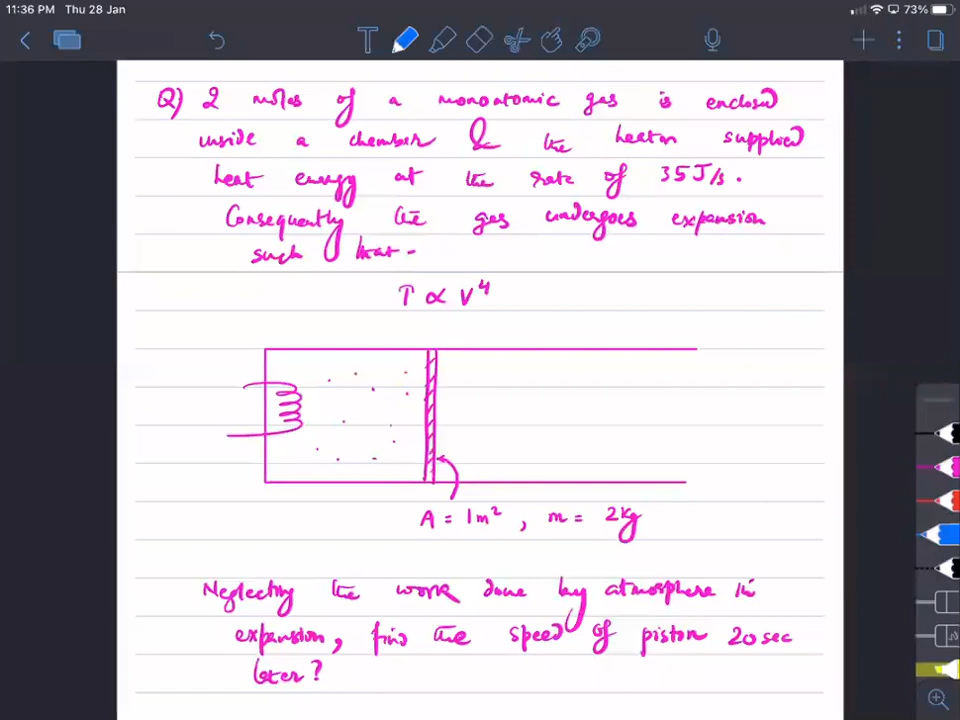 11:36 PM Thu 28 Jan 73%
Q) 2 moles of a monoatomic gas is enclosed
inside a chamber & the heater supplied
heat energy at the rate of 35 J/s.
Consequently the gas undergoes expansion
such that -
T ∝ V⁴
A = 1m², m = 2kg
Neglecting the work done by atmosphere in
expansion, find the speed of piston 20sec
later?